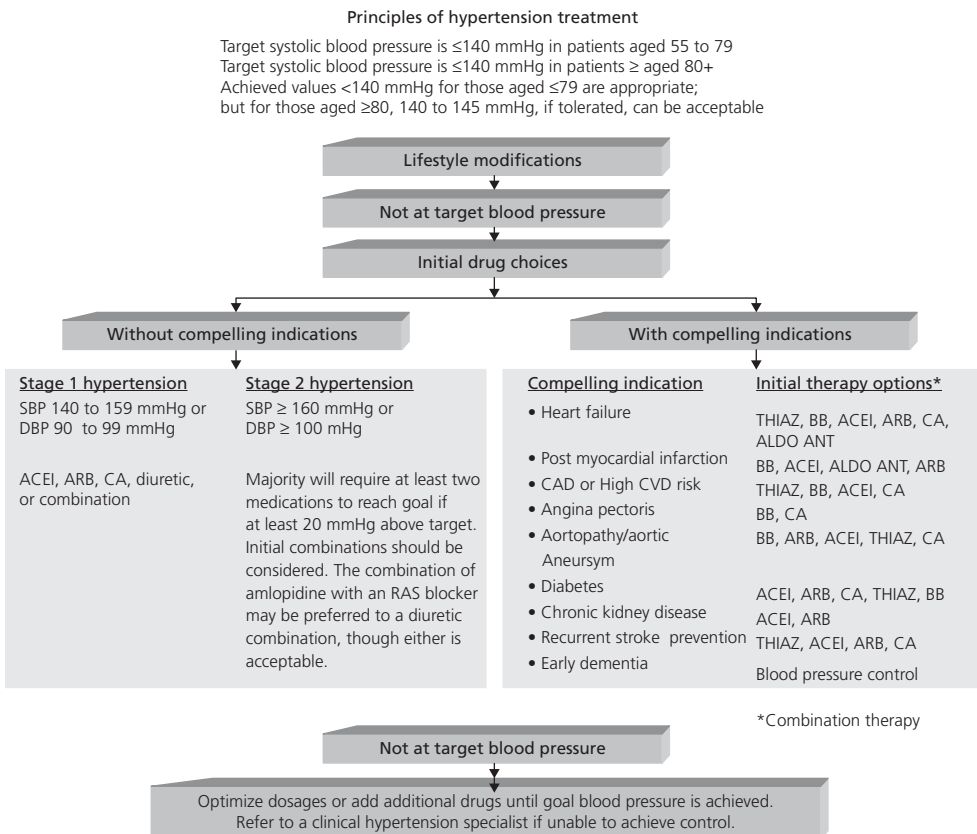 Principles of hypertension treatment
Target systolic blood pressure is ≤140 mmHg in patients aged 55 to 79
Target systolic blood pressure is ≤140 mmHg in patients ≥ aged 80+
Achieved values <140 mmHg for those aged ≤79 are appropriate;
but for those aged ≥80, 140 to 145 mmHg, if tolerated, can be acceptable
Lifestyle modifications
Not at target blood pressure
Initial drug choices
Without compelling indications
Stage 1 hypertension
SBP 140 to 159 mmHg or
DBP 90 to 99 mmHg
ACEI, ARB, CA, diuretic,
or combination
Stage 2 hypertension
SBP ≥ 160 mmHg or
DBP ≥ 100 mHg
Majority will require at least two
medications to reach goal if
at least 20 mmHg above target.
Initial combinations should be
considered. The combination of
amlopidine with an RAS blocker
may be preferred to a diuretic
combination, though either is
acceptable.
With compelling indications
Compelling indication
• Heart failure
• Post myocardial infarction
• CAD or High CVD risk
• Angina pectoris
• Aortopathy/aortic
Aneursym
• Diabetes
• Chronic kidney disease
• Recurrent stroke prevention
• Early dementia
Initial therapy options*
THIAZ, BB, ACEI, ARB, CA,
ALDO ANT
BB, ACEI, ALDO ANT, ARB
THIAZ, BB, ACEI, CA
BB, CA
BB, ARB, ACEI, THIAZ, CA
ACEI, ARB, CA, THIAZ, BB
ACEI, ARB
THIAZ, ACEI, ARB, CA
Blood pressure control
*Combination therapy
Not at target blood pressure
Optimize dosages or add additional drugs until goal blood pressure is achieved.
Refer to a clinical hypertension specialist if unable to achieve control.